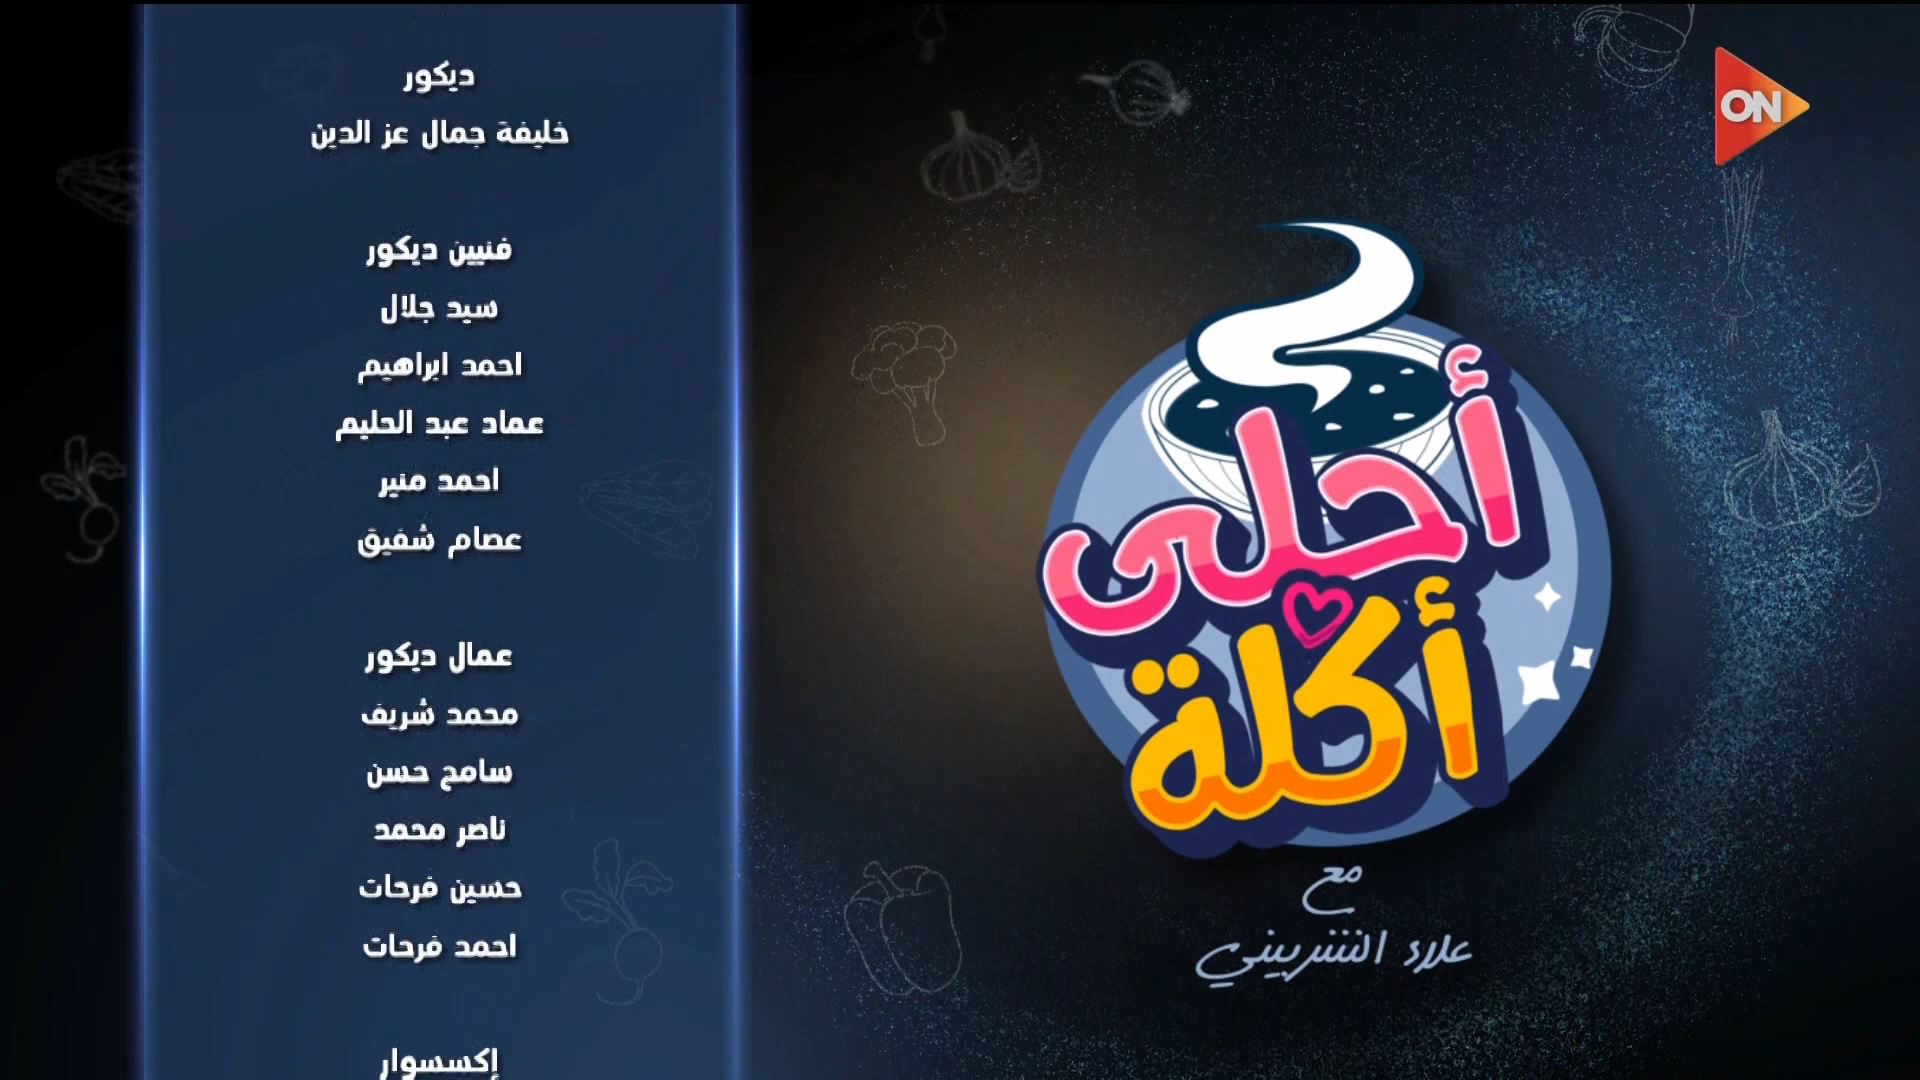 ديكور
خليفة جمال عز الدين
فنيين ديكور
سيد جلال
احمد ابراهيم
عماد عبد الحليم
احمد منير
عصام شفيق
عمال ديكور
محمد شريف
سامح حسن
ناصر محمد
حسين فرحات
احمد فرحات
إكسسوار
ON
أحلى
أكلة
مع
علاء الشربيني